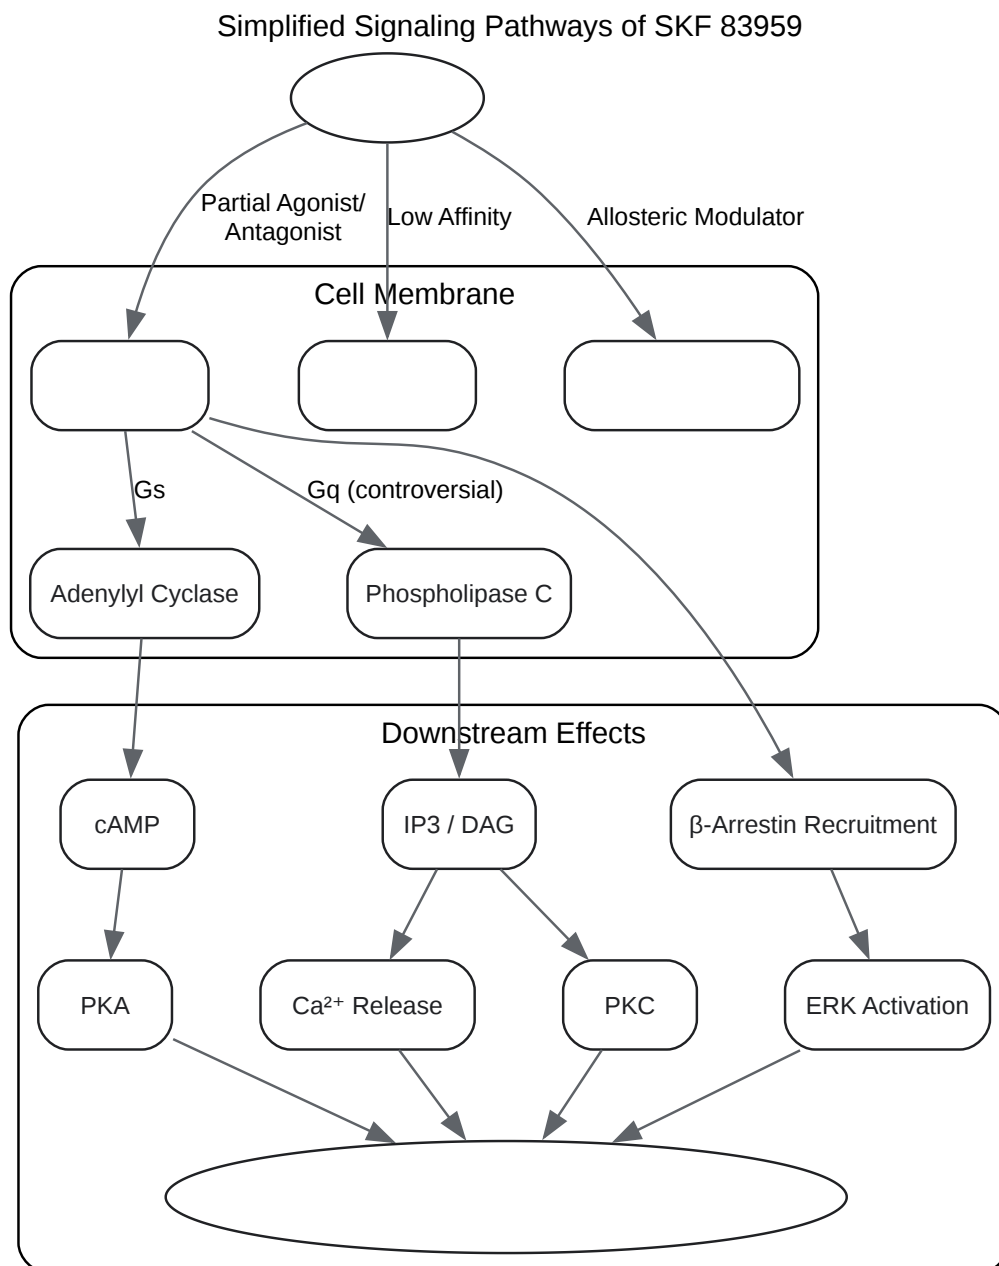 Simplified Signaling Pathways of SKF 83959
Partial Agonist/
Antagonist
Low Affinity
Allosteric Modulator
Cell Membrane
Gs
Gq (controversial)
Adenylyl Cyclase
Phospholipase C
Downstream Effects
cAMP
IP3 / DAG
β-Arrestin Recruitment
PKA
Ca²⁺ Release
PKC
ERK Activation